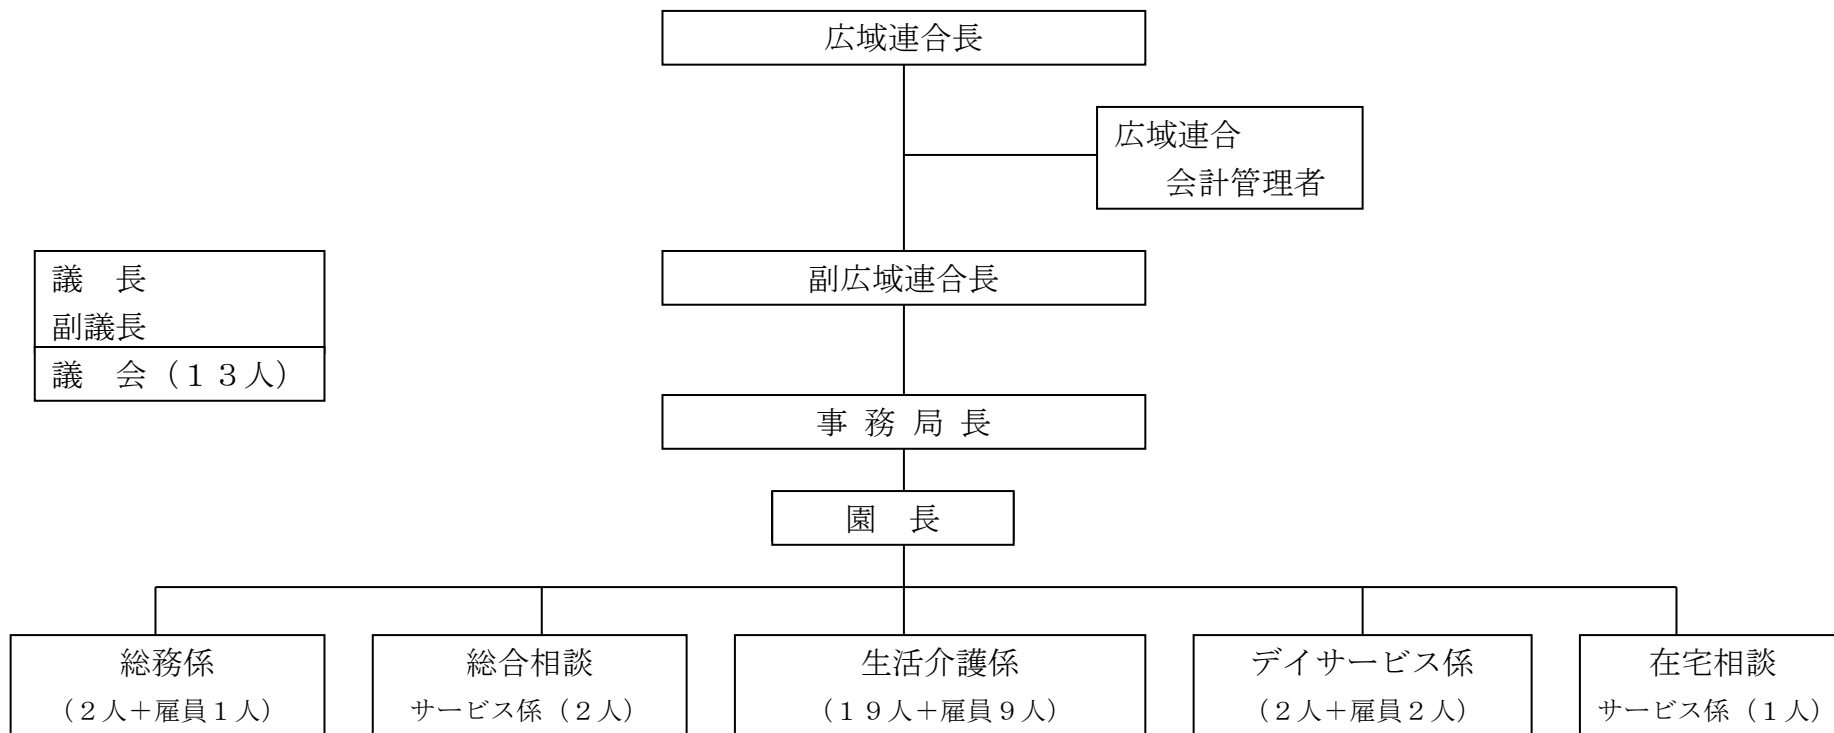 広域連合長
広域連合
会計管理者
議　長
副議長
議　会（１３人）
副広域連合長
事 務 局 長
園　長
総務係
（２人＋雇員１人）
総合相談
サービス係（２人）
生活介護係
（１９人＋雇員９人）
デイサービス係
（２人＋雇員２人）
在宅相談
サービス係（１人）